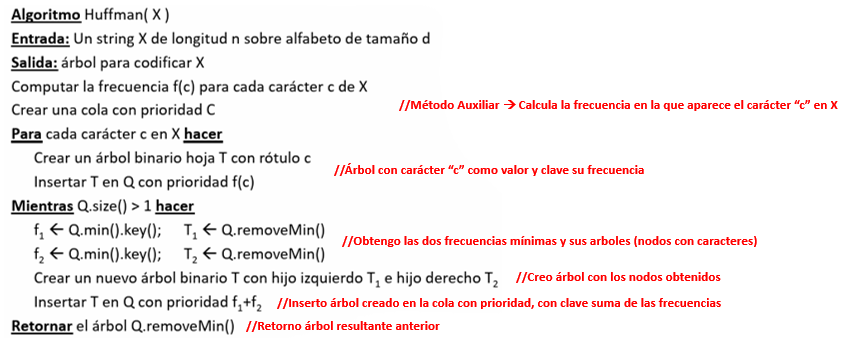 Algoritmo Huffman( X )
Entrada: Un string X de longitud n sobre alfabeto de tamaño d
Salida: árbol para codificar X
Computar la frecuencia f(c) para cada carácter c de X
//Método Auxiliar → Calcula la frecuencia en la que aparece el carácter “c” en X
Crear una cola con prioridad C
Para cada carácter c en X hacer
Crear un árbol binario hoja T con rótulo c
//Árbol con carácter “c” como valor y clave su frecuencia
Insertar T en Q con prioridad f(c)
Mientras Q.size() > 1 hacer
f₁ ← Q.min().key(); T₁ ← Q.removeMin()
//Obtengo las dos frecuencias mínimas y sus arboles (nodos con caracteres)
f₂ ← Q.min().key(); T₂ ← Q.removeMin()
Crear un nuevo árbol binario T con hijo izquierdo T₁ e hijo derecho T₂ //Creo árbol con los nodos obtenidos
Insertar T en Q con prioridad f₁+f₂ //Inserto árbol creado en la cola con prioridad, con clave suma de las frecuencias
Retornar el árbol Q.removeMin() //Retorno árbol resultante anterior